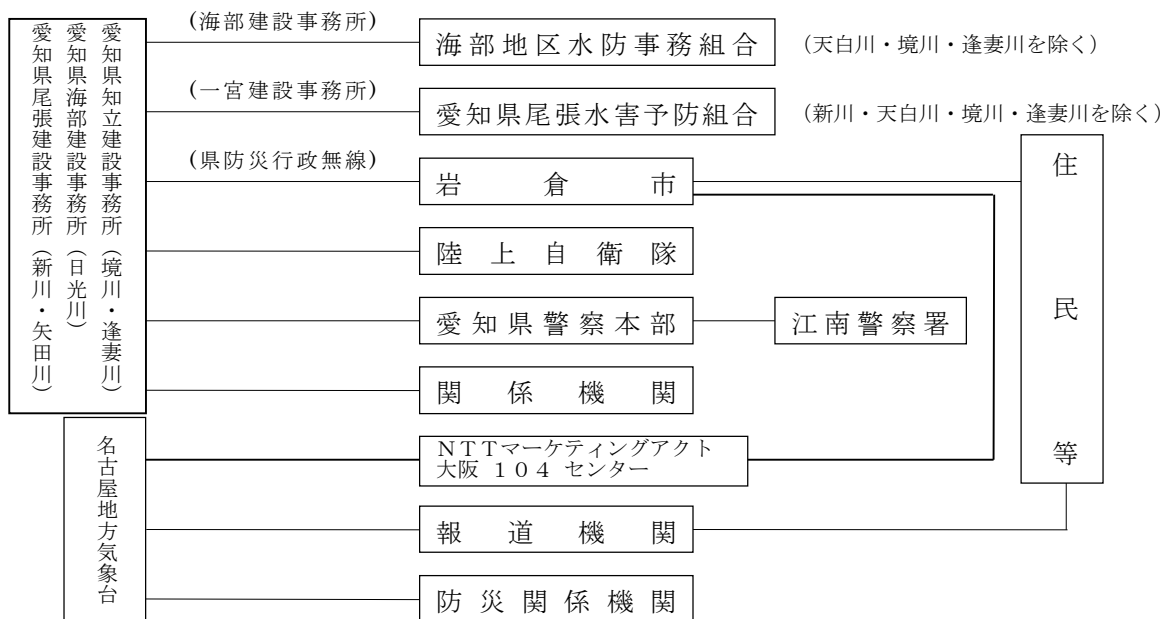 愛知県知立建設事務所（境川・逢妻川）
愛知県海部建設事務所（日光川）
愛知県尾張建設事務所（新川・矢田川）
(海部建設事務所)
海部地区水防事務組合
（天白川・境川・逢妻川を除く）
(一宮建設事務所)
愛知県尾張水害予防組合
（新川・天白川・境川・逢妻川を除く）
(県防災行政無線)
岩倉市
住民等
陸上自衛隊
愛知県警察本部
江南警察署
関係機関
名古屋地方気象台
ＮＴＴマーケティングアクト
大阪 １０４ センター
報道機関
防災関係機関